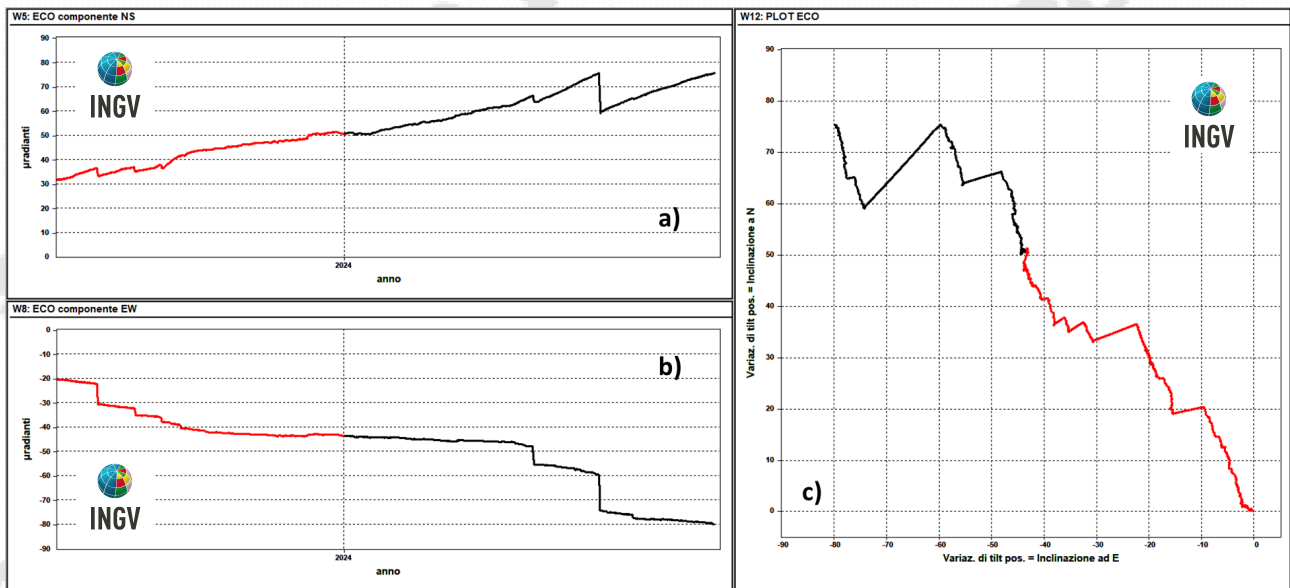 W5: ECO componente NS
90
80
70
60
50
40
30
20
10
0
µradianti
INGV
a)
2024
anno
W8: ECO componente EW
0
-10
-20
-30
-40
-50
-60
-70
-80
-90
µradianti
b)
INGV
2024
anno
W12: PLOT ECO
90
80
70
60
50
40
30
20
10
0
Variaz. di tilt pos. = Inclinazione a N
INGV
c)
-90 -80 -70 -60 -50 -40 -30 -20 -10 0
Variaz. di tilt pos. = Inclinazione ad E